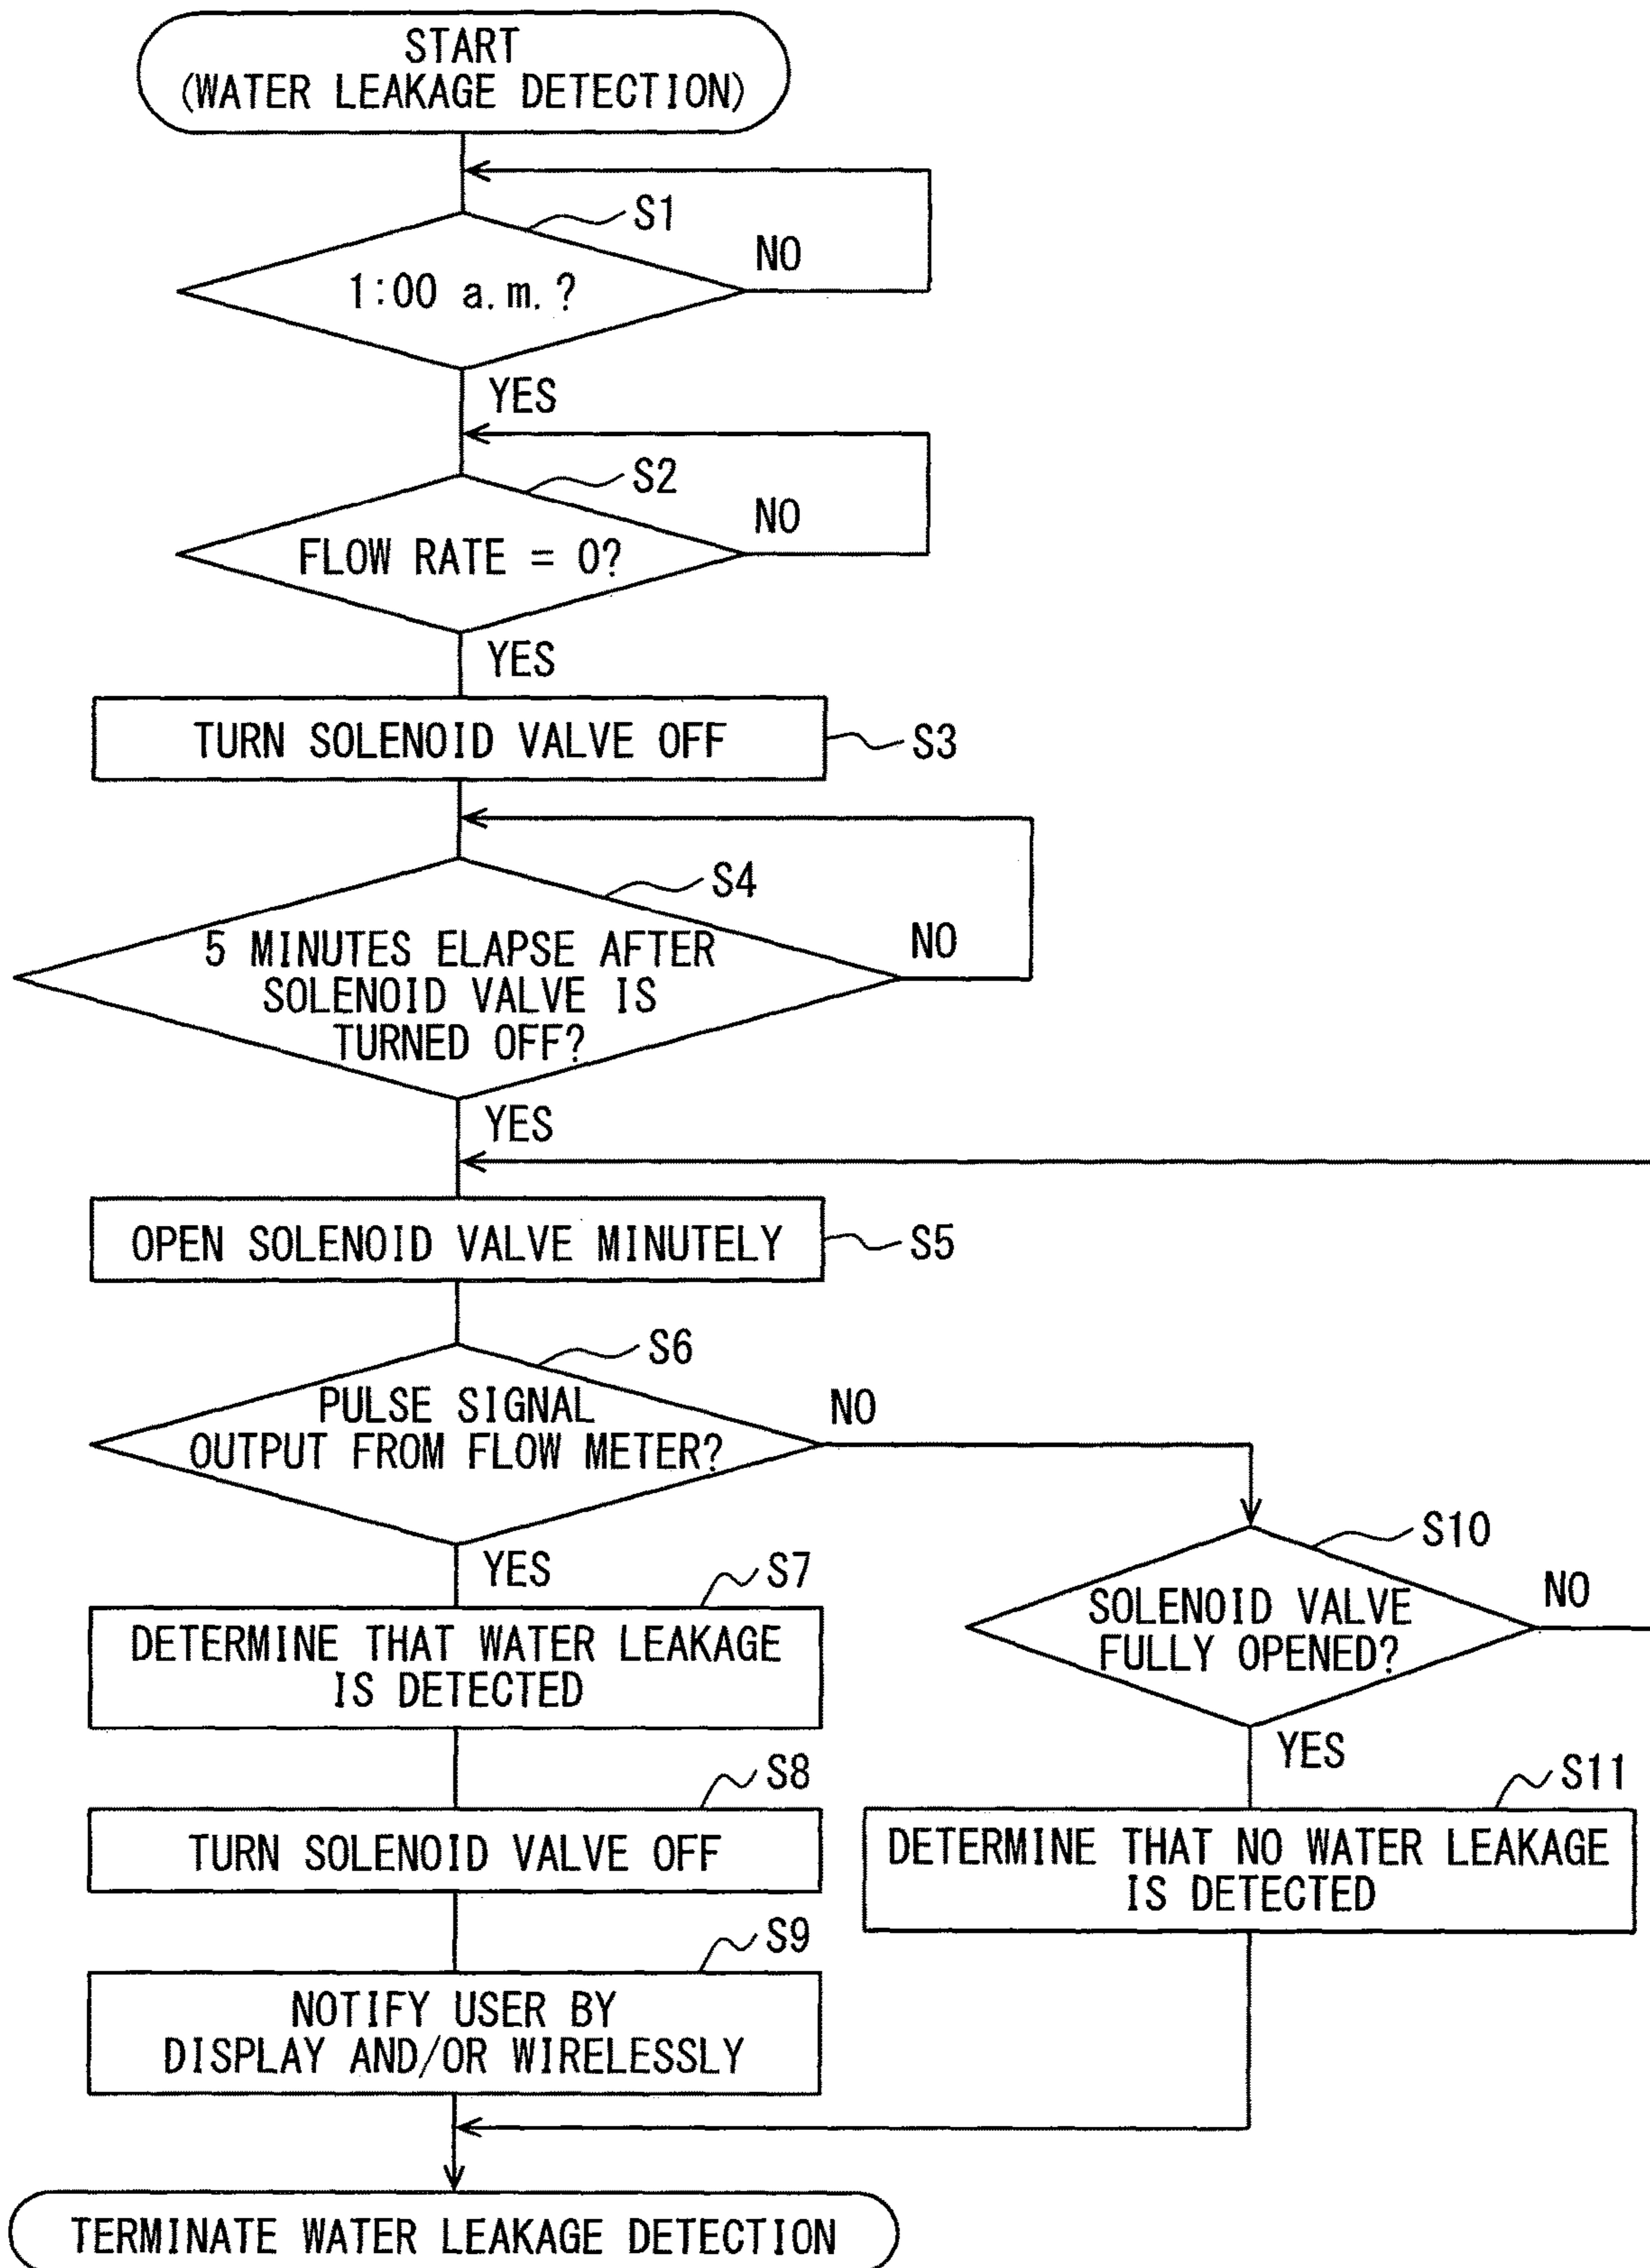 START
(WATER LEAKAGE DETECTION)
S1
NO
1:00 a.m.?
YES
S2
NO
FLOW RATE = 0?
YES
TURN SOLENOID VALVE OFF
S3
S4
NO
5 MINUTES ELAPSE AFTER
SOLENOID VALVE IS
TURNED OFF?
YES
OPEN SOLENOID VALVE MINUTELY
S5
S6
PULSE SIGNAL
OUTPUT FROM FLOW METER?
NO
YES
S7
DETERMINE THAT WATER LEAKAGE
IS DETECTED
S8
TURN SOLENOID VALVE OFF
S9
NOTIFY USER BY
DISPLAY AND/OR WIRELESSLY
S10
SOLENOID VALVE
FULLY OPENED?
NO
YES
S11
DETERMINE THAT NO WATER LEAKAGE
IS DETECTED
TERMINATE WATER LEAKAGE DETECTION